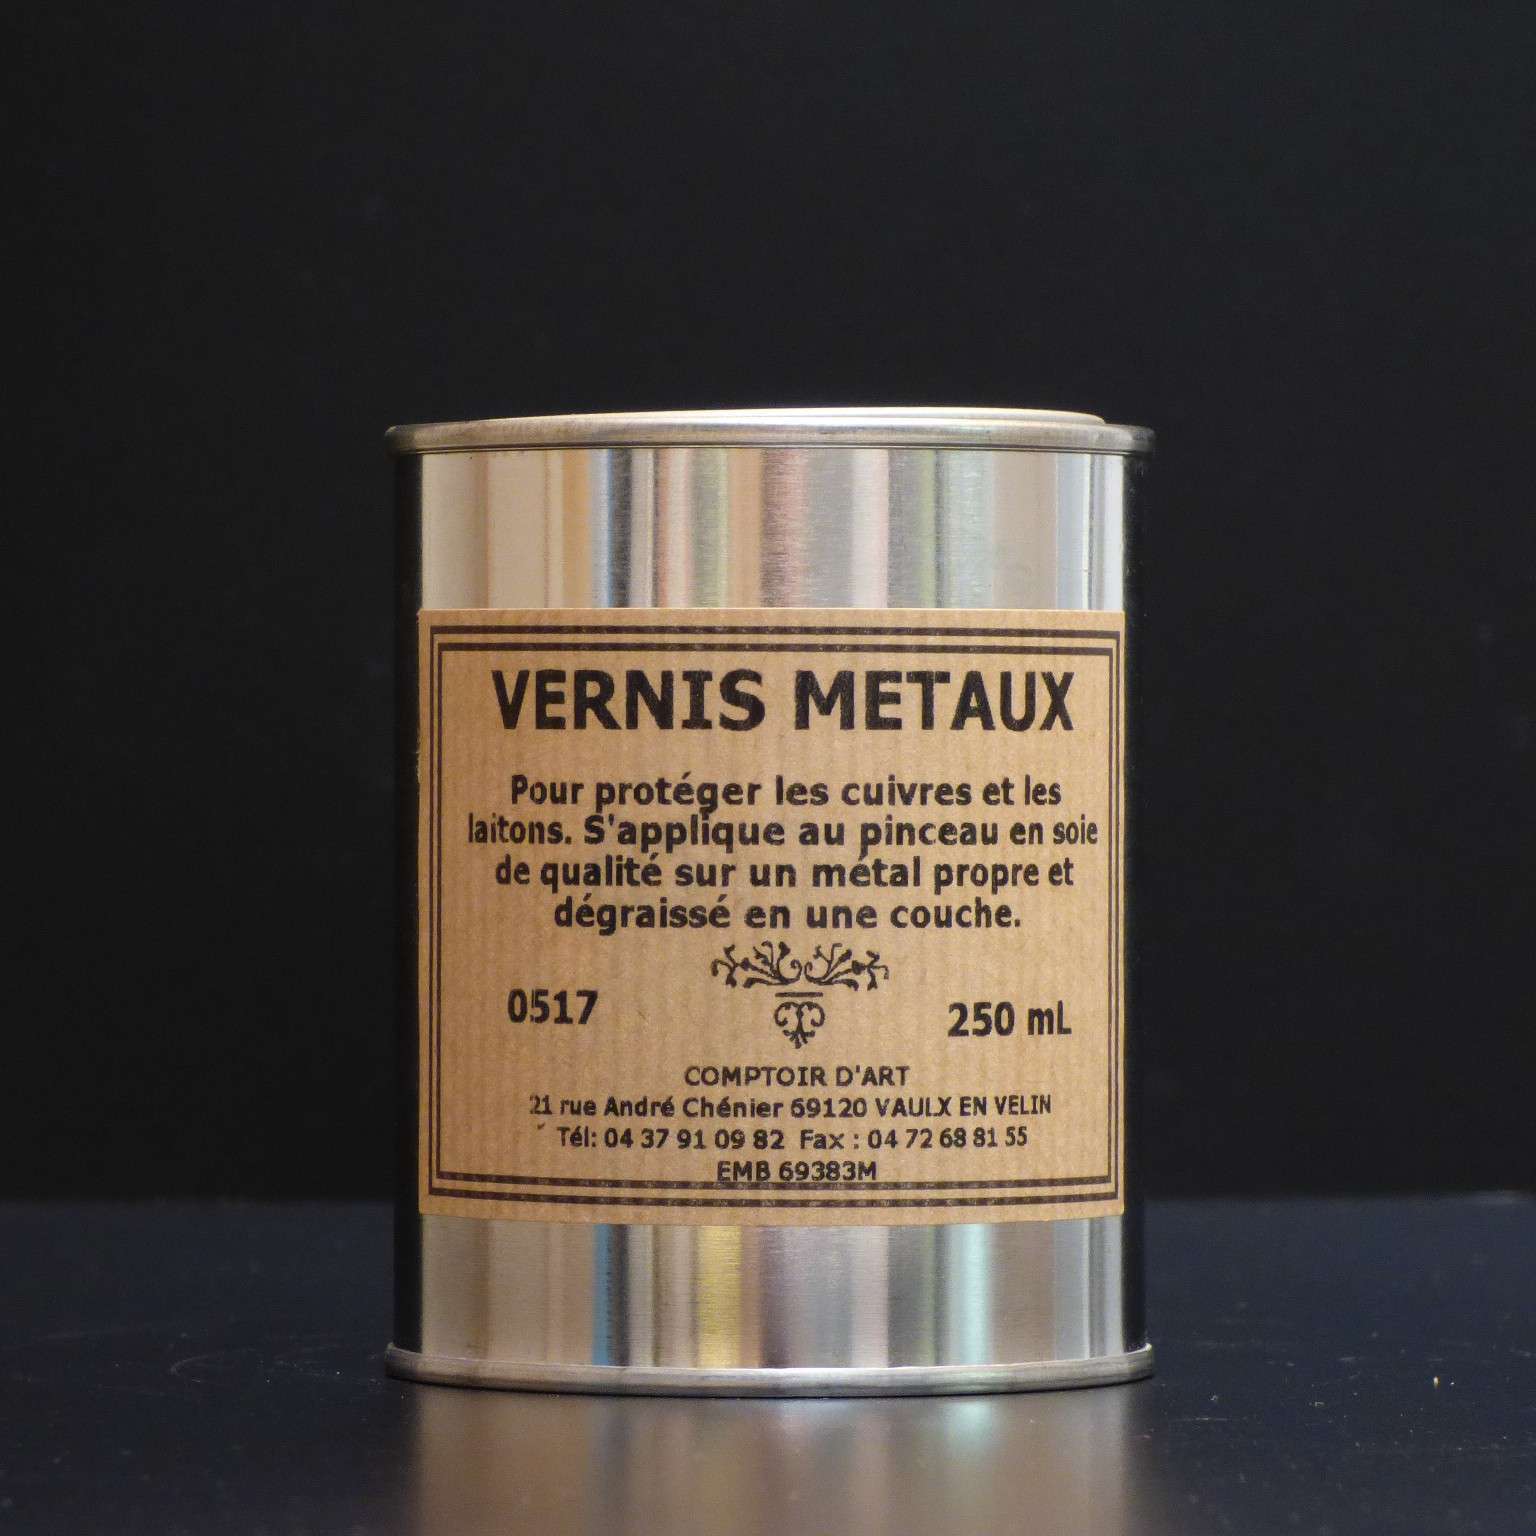 VERNIS METAUX
Pour protéger les cuivres et les
laitons. S'applique au pinceau en soie
de qualité sur un métal propre et
dégraissé en une couche.
0517
250 mL
COMPTOIR D'ART
21 rue André Chénier 69120 VAULX EN VELIN
Tél: 04 37 91 09 82 Fax : 04 72 68 81 55
EMB 69383M